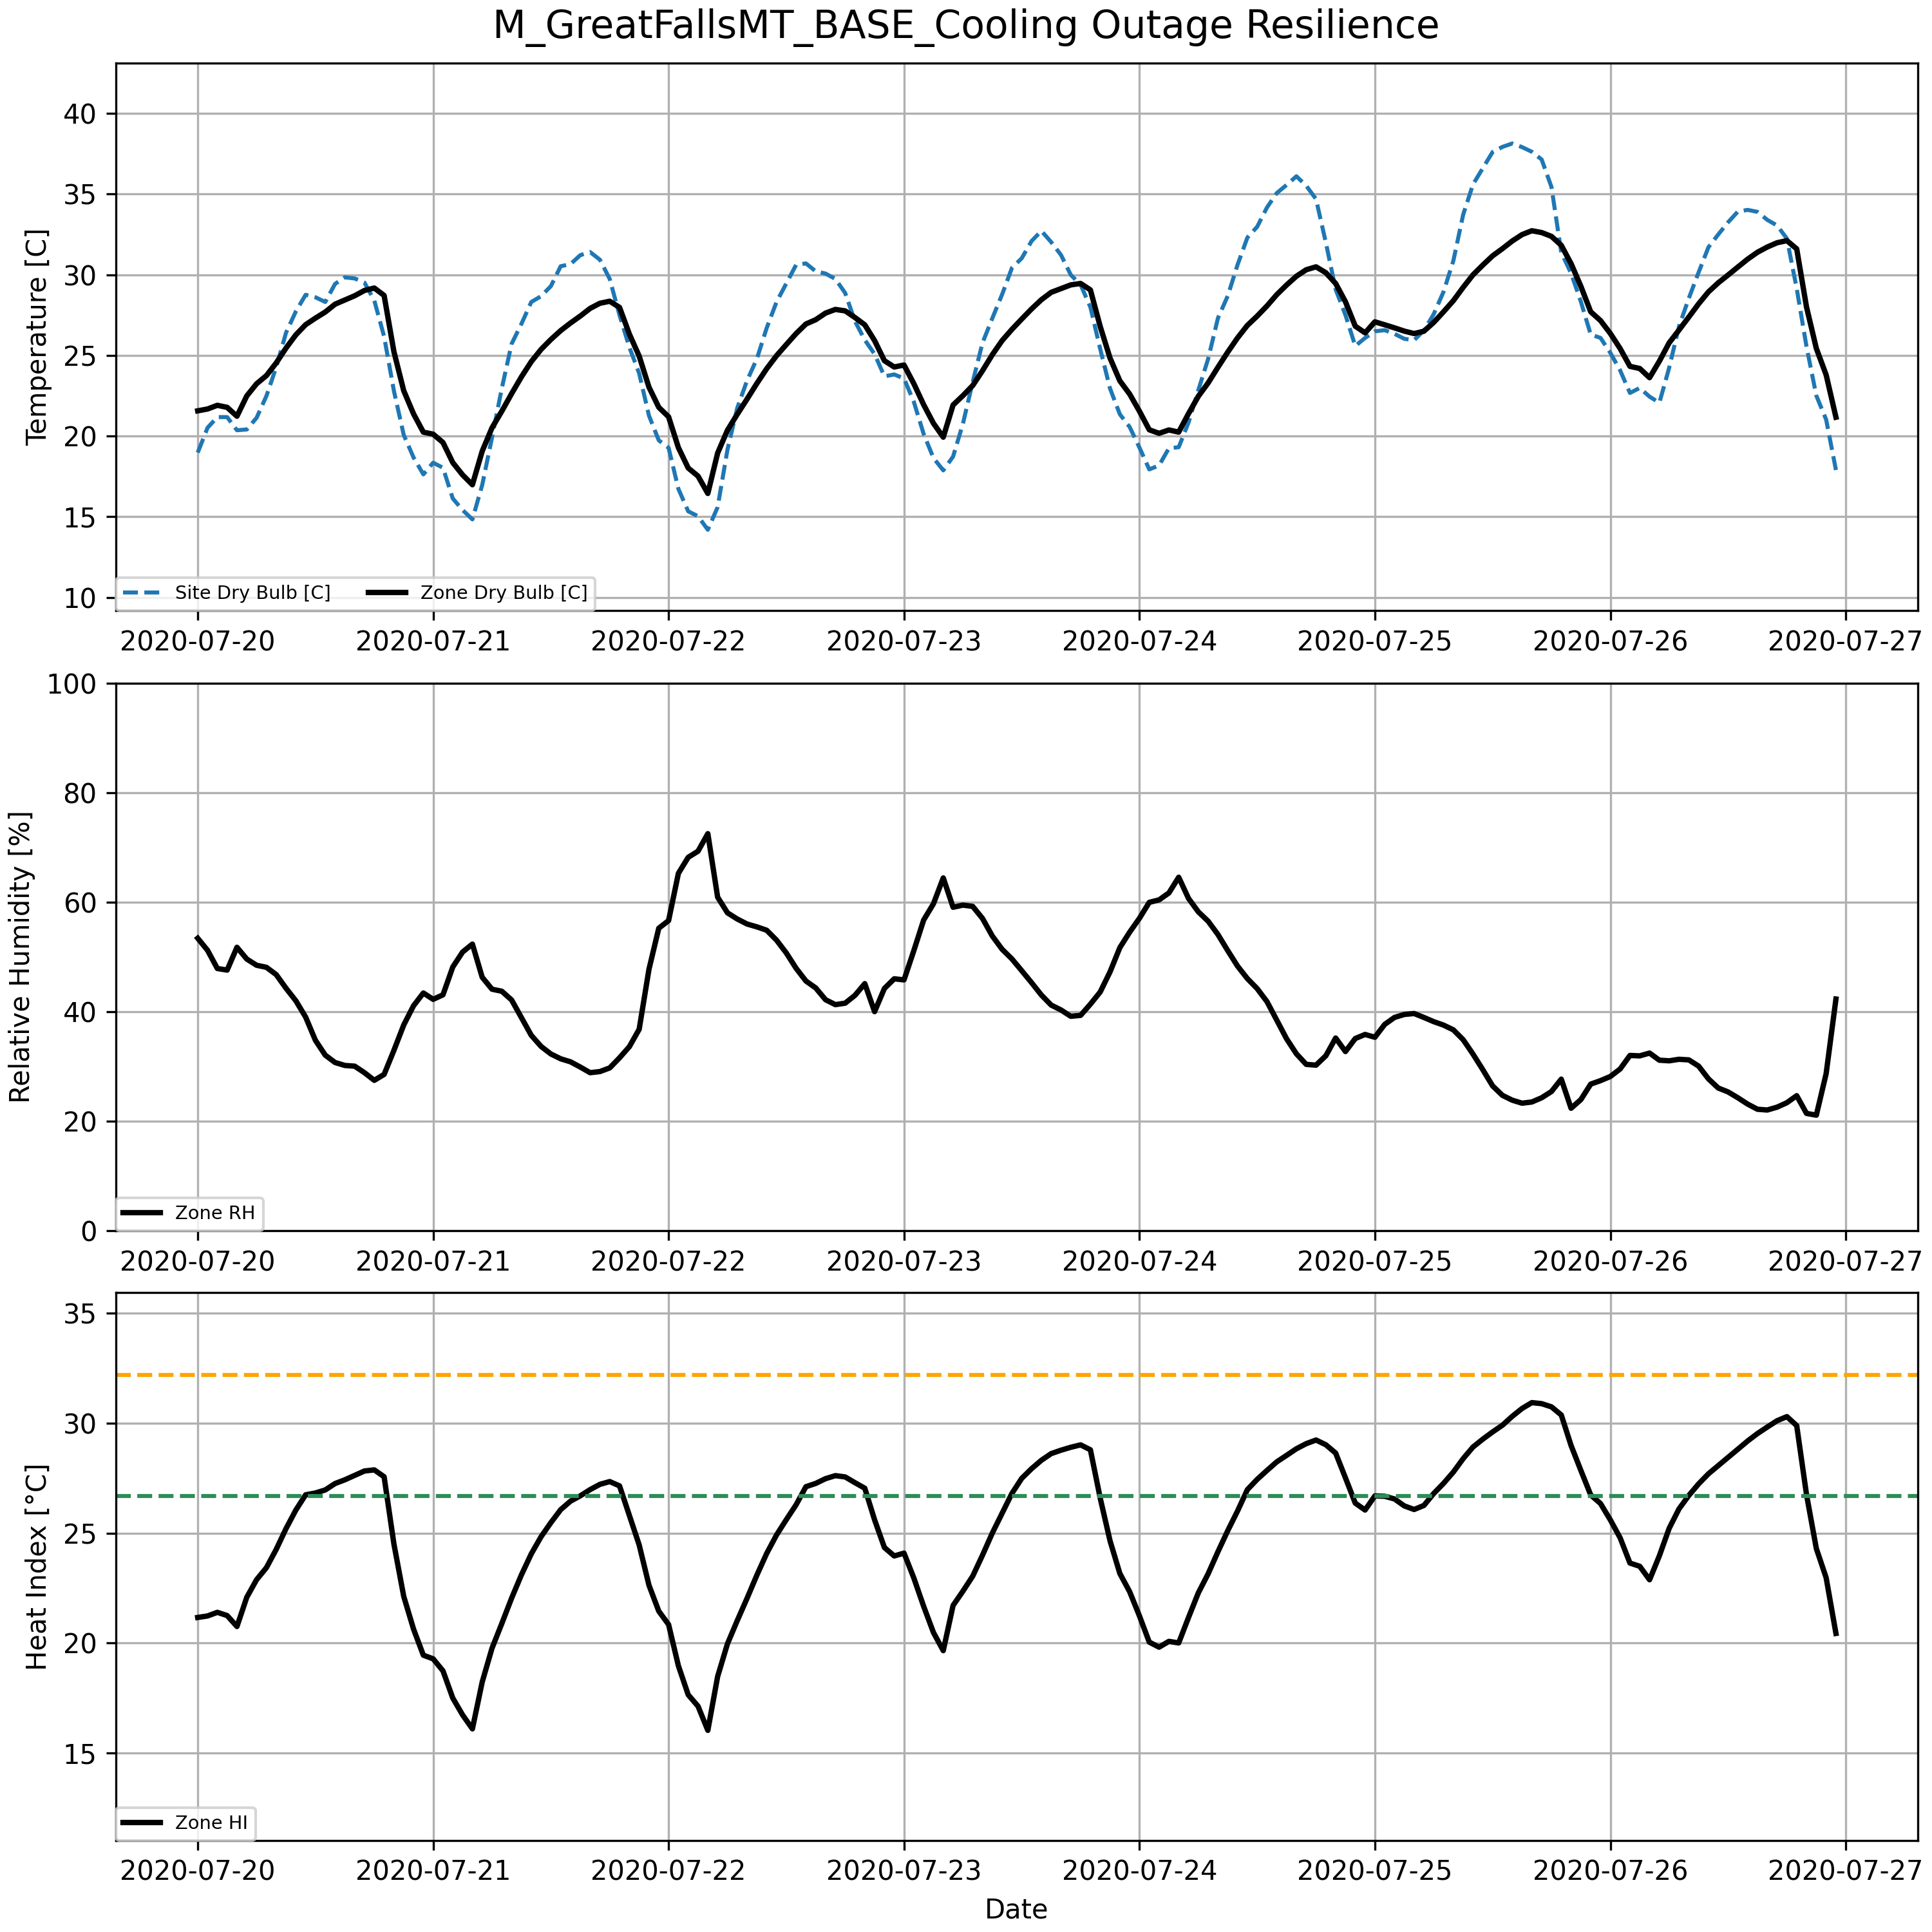 M_GreatFallsMT_BASE_Cooling Outage Resilience
Temperature [C]
40
35
30
25
20
15
10
Site Dry Bulb [C] Zone Dry Bulb [C]
2020-07-20 2020-07-21 2020-07-22 2020-07-23 2020-07-24 2020-07-25 2020-07-26 2020-07-27
Relative Humidity [%]
100
80
60
40
20
0
Zone RH
2020-07-20 2020-07-21 2020-07-22 2020-07-23 2020-07-24 2020-07-25 2020-07-26 2020-07-27
Heat Index [°C]
35
30
25
20
15
Zone HI
2020-07-20 2020-07-21 2020-07-22 2020-07-23 2020-07-24 2020-07-25 2020-07-26 2020-07-27
Date